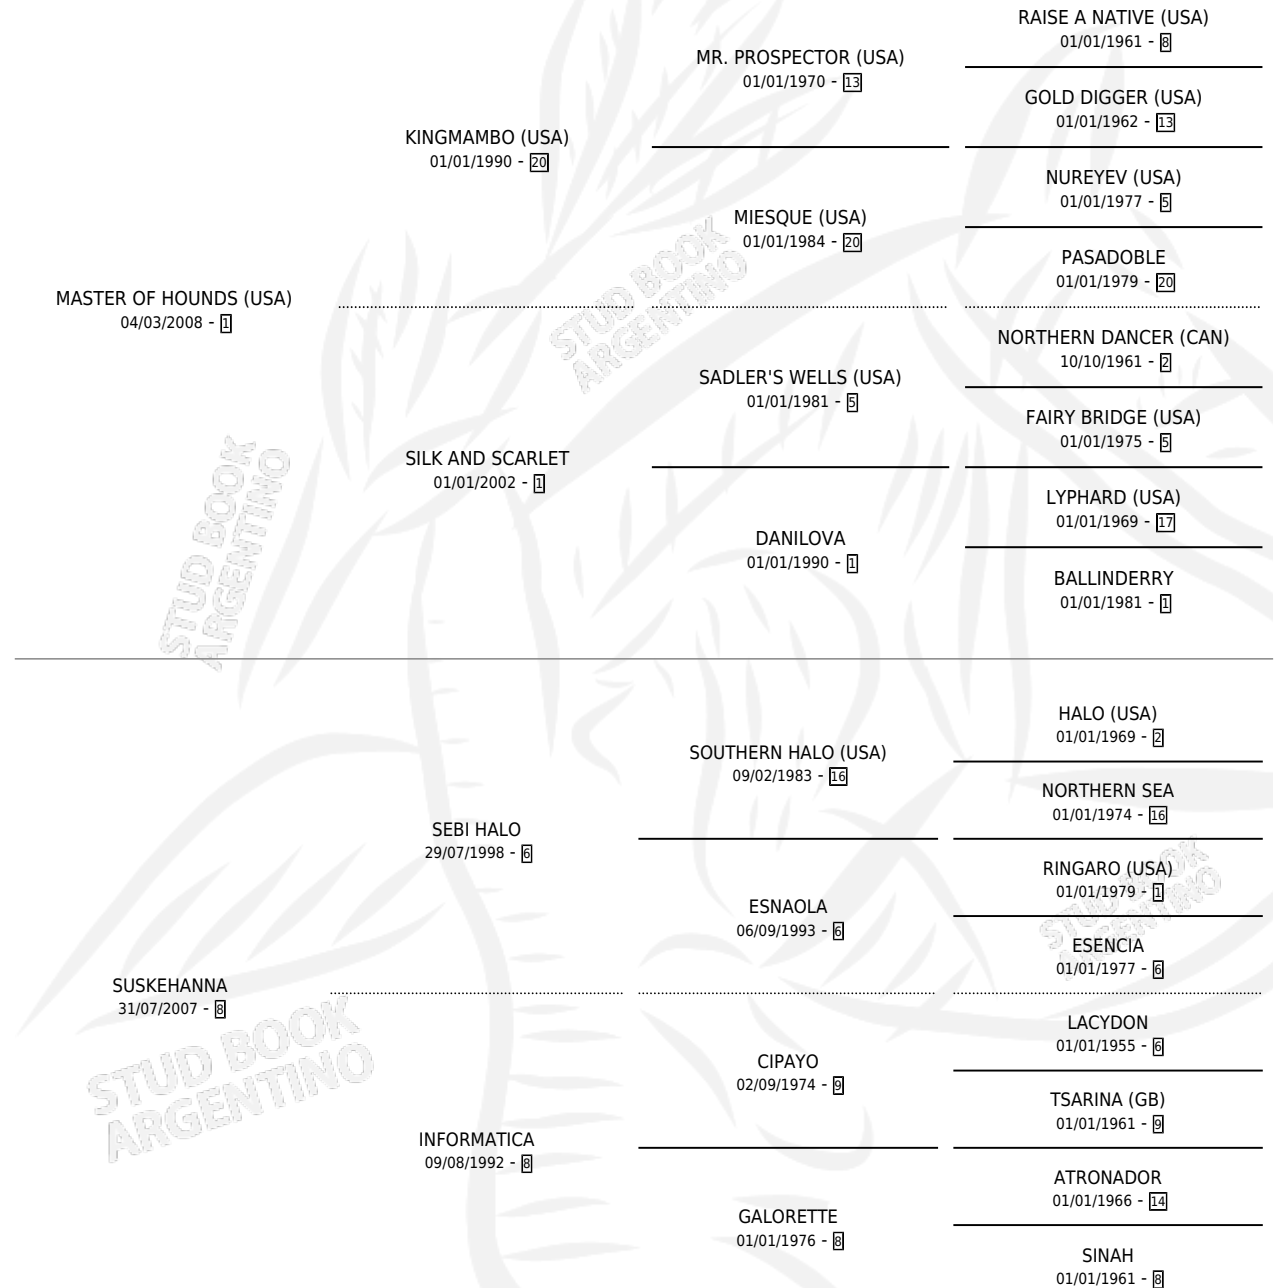 RAISE A NATIVE (USA)
01/01/1961 - 8
MR. PROSPECTOR (USA)
01/01/1970 - 13
GOLD DIGGER (USA)
01/01/1962 - 13
KINGMAMBO (USA)
01/01/1990 - 20
NUREYEV (USA)
01/01/1977 - 5
MIESQUE (USA)
01/01/1984 - 20
PASADOBLE
01/01/1979 - 20
MASTER OF HOUNDS (USA)
04/03/2008 - 1
NORTHERN DANCER (CAN)
10/10/1961 - 2
SADLER'S WELLS (USA)
01/01/1981 - 5
FAIRY BRIDGE (USA)
01/01/1975 - 5
SILK AND SCARLET
01/01/2002 - 1
LYPHARD (USA)
01/01/1969 - 17
DANILOVA
01/01/1990 - 1
BALLINDERRY
01/01/1981 - 1
HALO (USA)
01/01/1969 - 2
SOUTHERN HALO (USA)
09/02/1983 - 16
NORTHERN SEA
01/01/1974 - 16
SEBI HALO
29/07/1998 - 6
RINGARO (USA)
01/01/1979 - 1
ESNAOLA
06/09/1993 - 6
ESENCIA
01/01/1977 - 6
SUSKEHANNA
31/07/2007 - 8
LACYDON
01/01/1955 - 6
CIPAYO
02/09/1974 - 9
TSARINA (GB)
01/01/1961 - 9
INFORMATICA
09/08/1992 - 8
ATRONADOR
01/01/1966 - 14
GALORETTE
01/01/1976 - 8
SINAH
01/01/1961 - 8
STUD BOOK
ARGENTINO
STUD BOOK
ARGENTINO
STUD BOOK
ARGENTINO
STUD BOOK
ARGENTINO